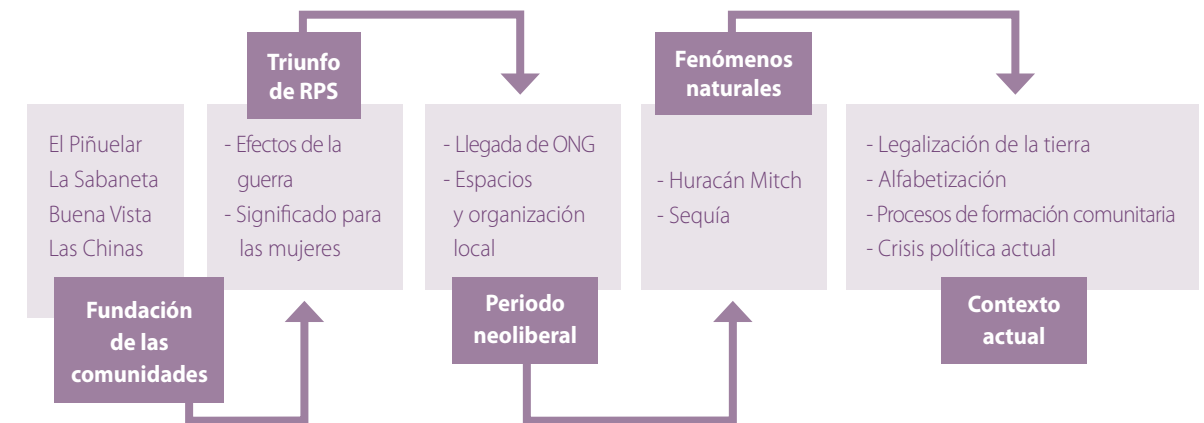 El Piñuelar
La Sabaneta
Buena Vista
Las Chinas
Fundación
de las
comunidades
Triunfo
de RPS
- Efectos de la
guerra
- Significado para
las mujeres
- Llegada de ONG
- Espacios
y organización
local
Periodo
neoliberal
Fenómenos
naturales
- Huracán Mitch
- Sequía
- Legalización de la tierra
- Alfabetización
- Procesos de formación comunitaria
- Crisis política actual
Contexto
actual